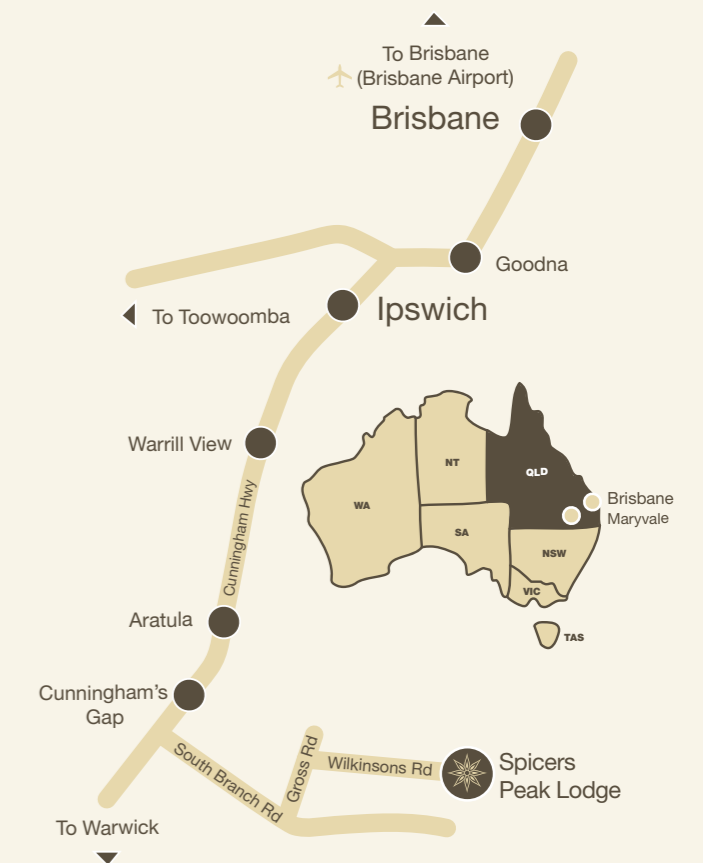 To Brisbane
(Brisbane Airport)
Brisbane
Goodna
To Toowoomba
Ipswich
Warrill View
Cunningham Hwy
NT
QLD
WA
SA
Brisbane
Maryvale
NSW
VIC
TAS
Aratula
Cunningham's
Gap
South Branch Rd
Gross Rd
Wilkinsons Rd
Spicers
Peak Lodge
To Warwick